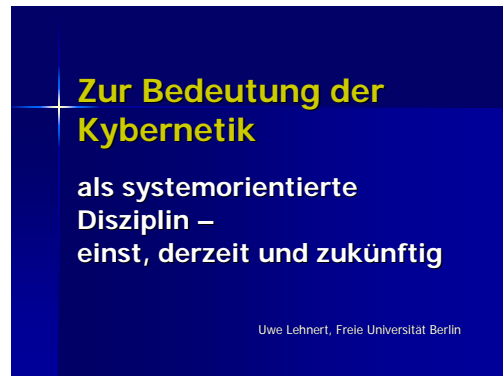 Zur Bedeutung der
Kybernetik
als systemorientierte
Disziplin –
einst, derzeit und zukünftig
Uwe Lehnert, Freie Universität Berlin